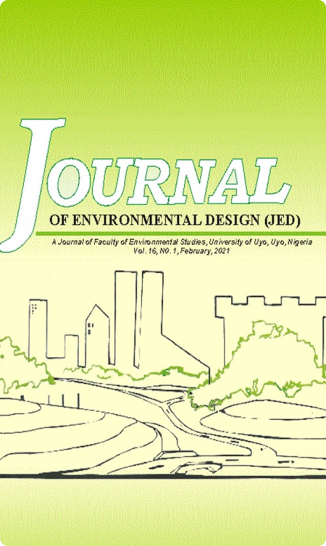 JOURNAL
OF ENVIRONMENTAL DESIGN (JED)
A Journal of Faculty of Environmental Studies, University of Uyo, Uyo, Nigeria
Vol. 16, N0. 1, February, 2021